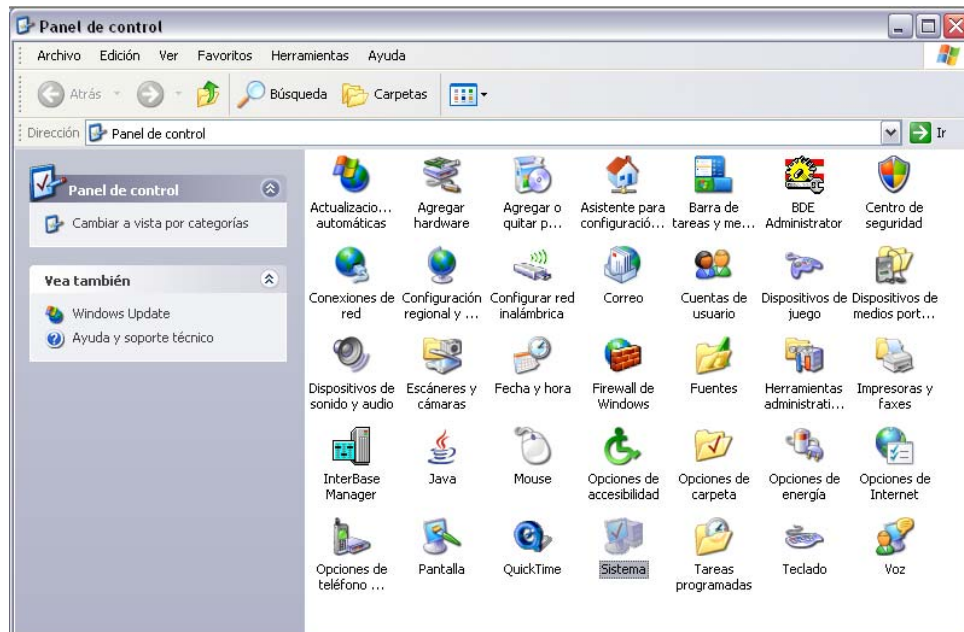 Panel de control
Archivo Edición Ver Favoritos Herramientas Ayuda
Atrás Búsqueda Carpetas
Dirección Panel de control Ir
Panel de control
Cambiar a vista por categorías
Vea también
Windows Update
Ayuda y soporte técnico
Actualizacio... Agregar Agregar o Asistente para Barra de BDE Centro de
automáticas hardware quitar p... configuració... tareas y me... Administrator seguridad
Conexiones de Configuración Configurar red Correo Cuentas de Dispositivos de Dispositivos de
red regional y ... inalámbrica usuario juego medios port...
Dispositivos de Escáneres y Fecha y hora Firewall de Fuentes Herramientas Impresoras y
sonido y audio cámaras Windows administrati... faxes
InterBase Java Mouse Opciones de Opciones de Opciones de Opciones de
Manager accesibilidad carpeta energía Internet
Opciones de Pantalla QuickTime Sistema Tareas Teclado Voz
teléfono ... programadas